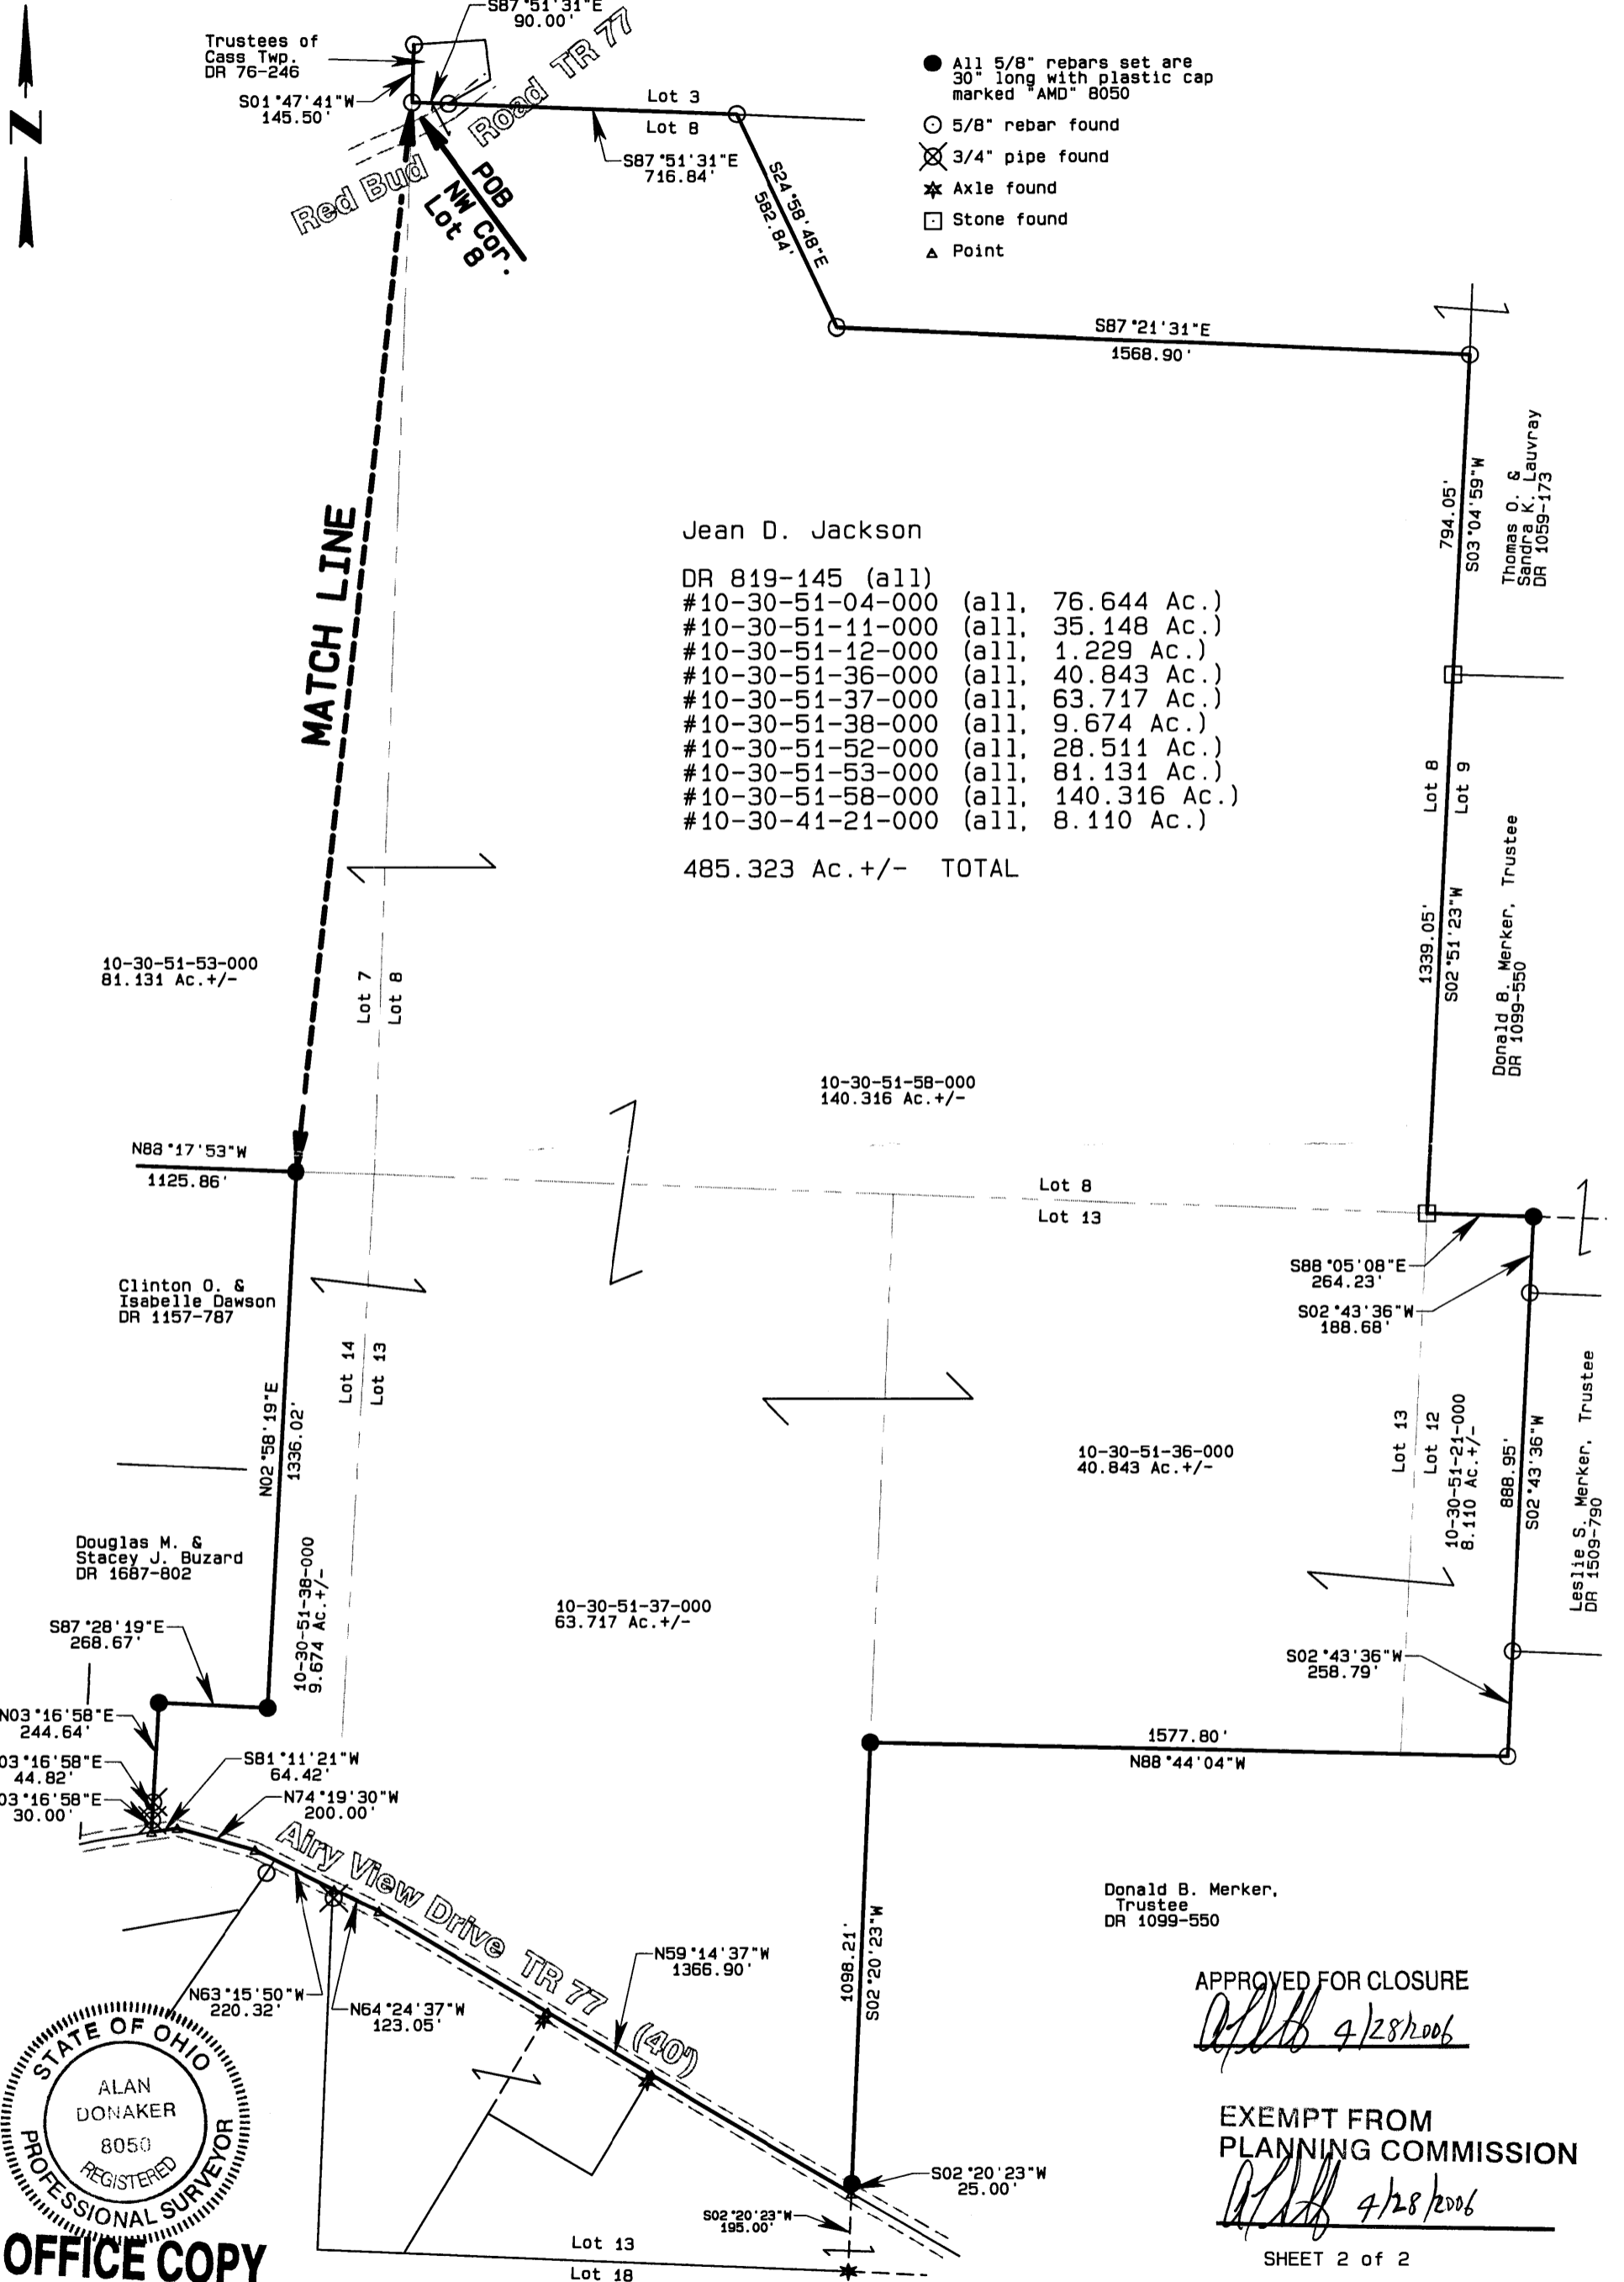 S87°51'31"E
90.00'
Trustees of
Cass Twp.
DR 76-246
S01°47'41"W
145.50'
Red Bud Road TR 77
N
Lot 3
Lot 8
S87°51'31"E
716.84'
POB
NW Cor.
Lot 8
S24°58'48"E
582.84'
All 5/8" rebars set are
30" long with plastic cap
marked "AMD" 8050
5/8" rebar found
3/4" pipe found
Axle found
Stone found
Point
S87°21'31"E
1568.90'
794.05'
S03°04'59"W
Thomas O. &
Sandra K. Lauvray
DR 1059-173
MATCH LINE
Jean D. Jackson
DR 819-145 (all)
#10-30-51-04-000 (all, 76.644 Ac.)
#10-30-51-11-000 (all, 35.148 Ac.)
#10-30-51-12-000 (all, 1.229 Ac.)
#10-30-51-36-000 (all, 40.843 Ac.)
#10-30-51-37-000 (all, 63.717 Ac.)
#10-30-51-38-000 (all, 9.674 Ac.)
#10-30-51-52-000 (all, 28.511 Ac.)
#10-30-51-53-000 (all, 81.131 Ac.)
#10-30-51-58-000 (all, 140.316 Ac.)
#10-30-41-21-000 (all, 8.110 Ac.)
485.323 Ac.+/- TOTAL
Lot 8
Lot 9
1339.05'
S02°51'23"W
Donald B. Merker, Trustee
DR 1099-550
10-30-51-53-000
81.131 Ac.+/-
Lot 7
Lot 8
10-30-51-58-000
140.316 Ac.+/-
N88°17'53"W
1125.86'
Lot 8
Lot 13
S88°05'08"E
264.23'
S02°43'36"W
188.68'
Clinton O. &
Isabelle Dawson
DR 1157-787
Lot 14
Lot 13
N02°58'19"E
1336.02'
10-30-51-36-000
40.843 Ac.+/-
Lot 13
Lot 12
10-30-51-21-000
8.110 Ac.+/-
888.95'
S02°43'36"W
Leslie S. Merker, Trustee
DR 1509-790
Douglas M. &
Stacey J. Buzard
DR 1687-802
10-30-51-38-000
9.674 Ac.+/-
10-30-51-37-000
63.717 Ac.+/-
S87°28'19"E
268.67'
S02°43'36"W
258.79'
N03°16'58"E
244.64'
03°16'58"E
44.82'
03°16'58"E
30.00'
S81°11'21"W
64.42'
N74°19'30"W
200.00'
1577.80'
N88°44'04"W
Airy View Drive TR 77 (40')
Donald B. Merker,
Trustee
DR 1099-550
1098.21'
S02°20'23"W
N59°14'37"W
1366.90'
N63°15'50"W
220.32'
N64°24'37"W
123.05'
APPROVED FOR CLOSURE
4/28/2006
STATE OF OHIO
ALAN
DONAKER
8050
REGISTERED
PROFESSIONAL SURVEYOR
EXEMPT FROM
PLANNING COMMISSION
4/28/2006
S02°20'23"W
25.00'
S02°20'23"W
195.00'
Lot 13
Lot 18
OFFICE COPY
SHEET 2 of 2